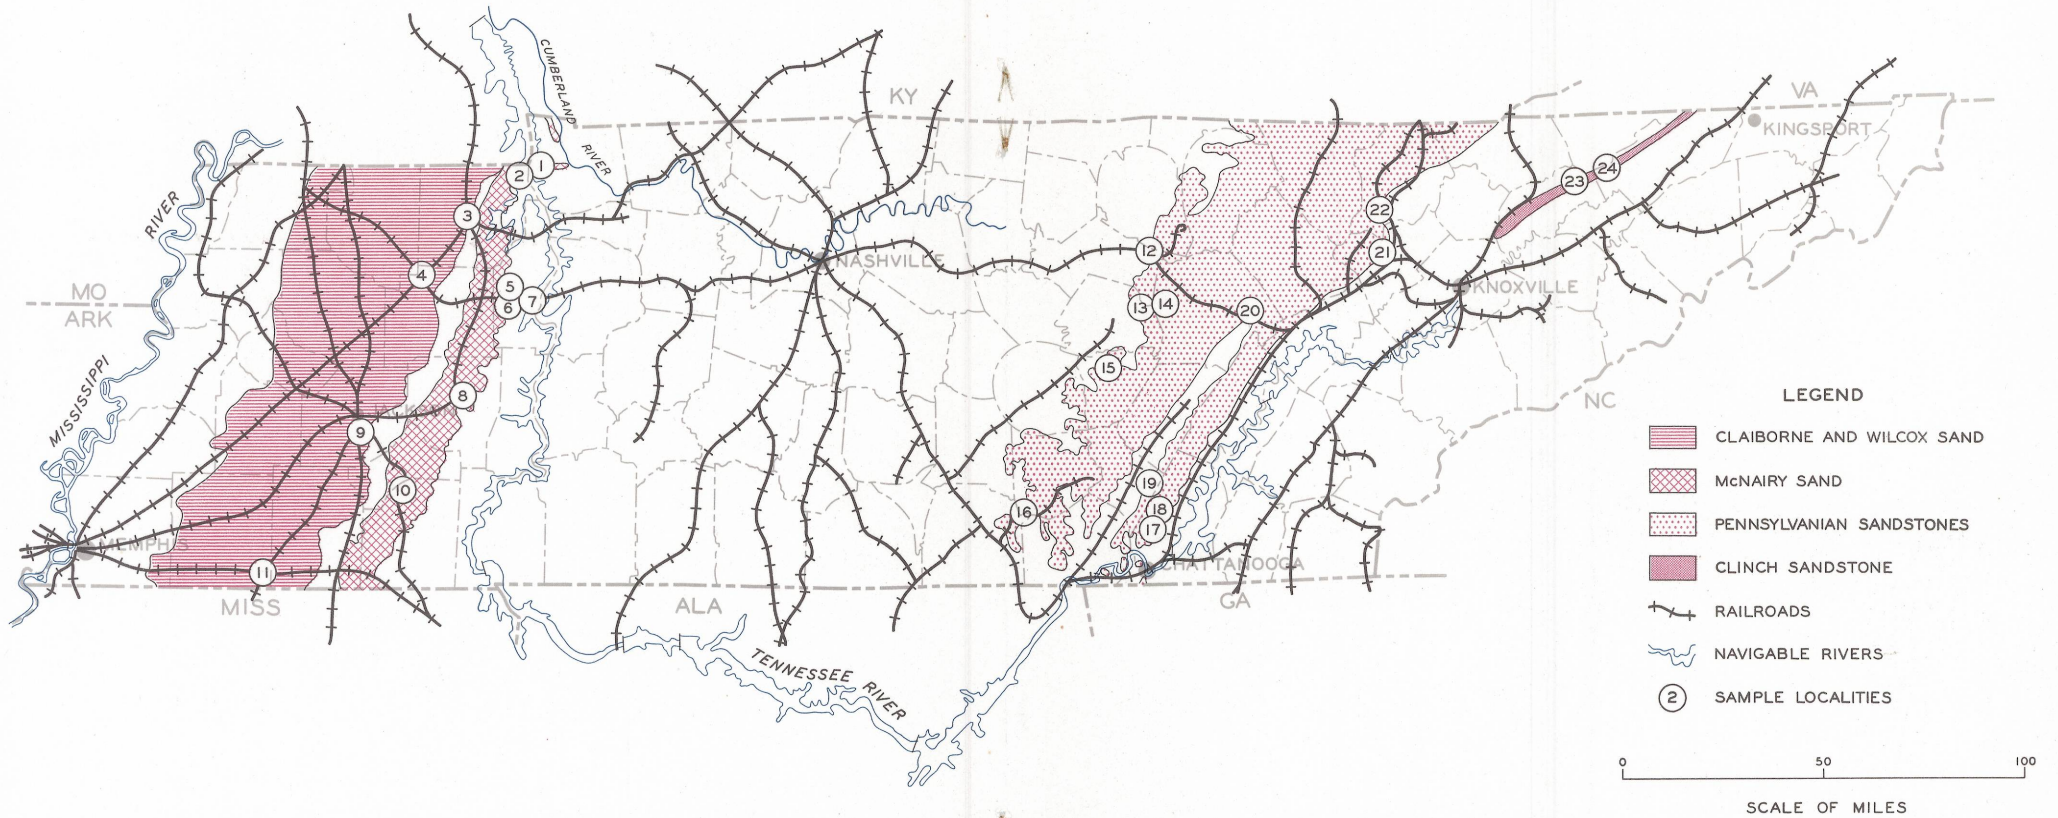 CUMBERLAND
RIVER
KY
VA
KINGSPORT
1
2
24
23
RIVER
3
22
12
21
NASHVILLE
4
5
6
7
13
14
20
KNOXVILLE
MO
ARK
15
MISSISSIPPI
8
NC
9
10
19
18
17
16
MEMPHIS
11
CHATTANOOGA
MISS
ALA
GA
TENNESSEE RIVER
LEGEND
CLAIBORNE AND WILCOX SAND
McNAIRY SAND
PENNSYLVANIAN SANDSTONES
CLINCH SANDSTONE
RAILROADS
NAVIGABLE RIVERS
2 SAMPLE LOCALITIES
0 50 100
SCALE OF MILES